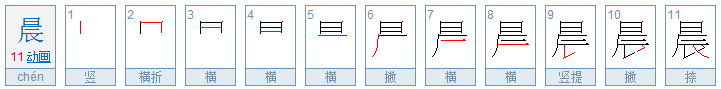 1 2 3 4 5 6 7 8 9 10 11
晨
11 动画
chén 竖 横折 横 横 横 撇 横 横 竖提 撇 捺